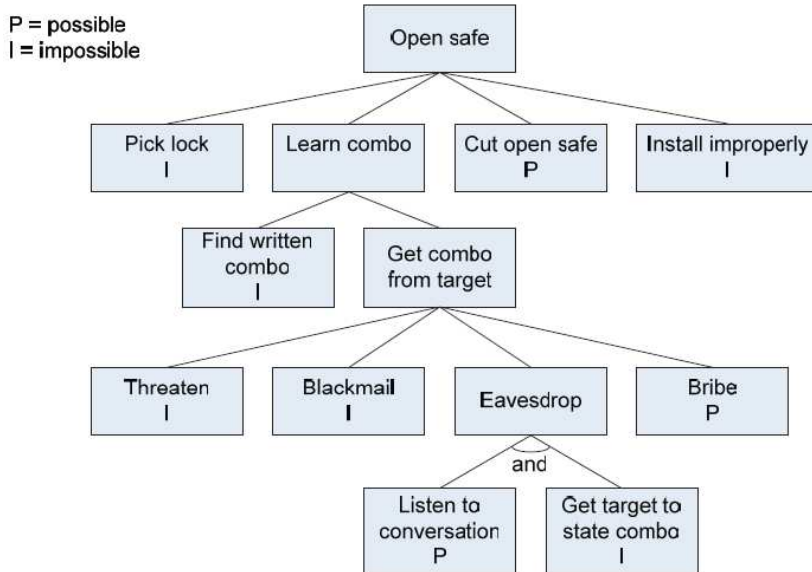 P = possible
I = impossible
Open safe
Pick lock
I
Learn combo
Cut open safe
P
Install improperly
I
Find written
combo
I
Get combo
from target
Threaten
I
Blackmail
I
Eavesdrop
Bribe
P
and
Listen to
conversation
P
Get target to
state combo
I